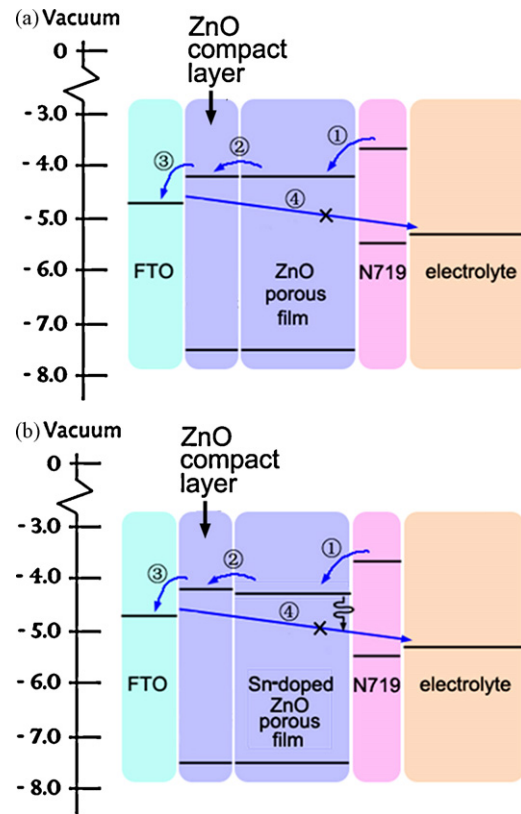 (a) Vacuum
ZnO
compact
layer
0
- 3.0
- 4.0
- 5.0
- 6.0
- 7.0
- 8.0
①
②
③
④
FTO
ZnO
porous
film
N719
electrolyte
(b) Vacuum
ZnO
compact
layer
0
- 3.0
- 4.0
- 5.0
- 6.0
- 7.0
- 8.0
①
②
③
④
FTO
Sn-doped
ZnO
porous
film
N719
electrolyte